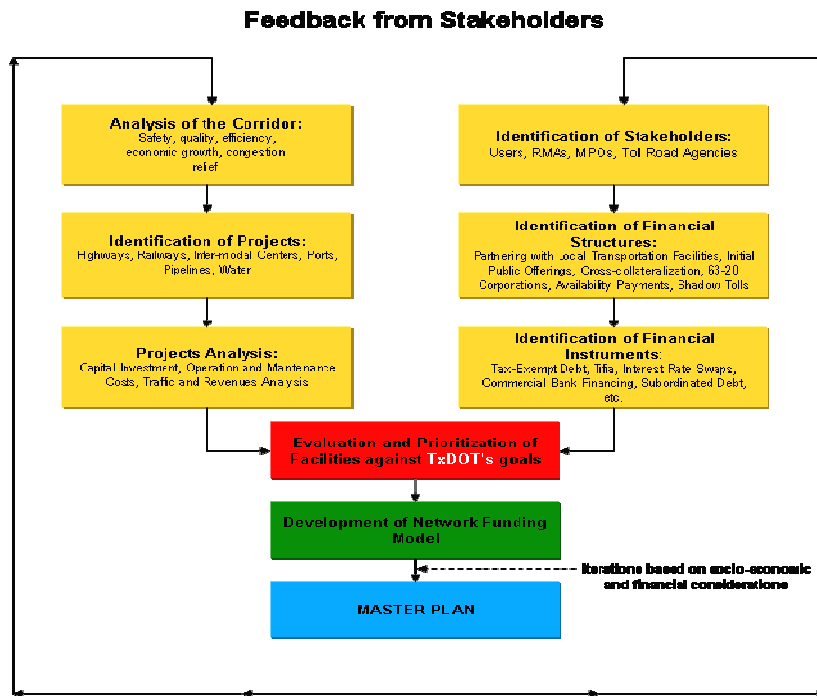 Feedback from Stakeholders
Analysis of the Corridor:
Safety, quality, efficiency,
economic growth, congestion
relief
Identification of Projects:
Highways, Railways, Inter-modal Centers, Ports,
Pipelines, Water
Projects Analysis:
Capital Investment, Operation and Mantenance
Costs, Traffic and Revenues Analysis
Identification of Stakeholders:
Users, RMAs, MPOs, Toll Road Agencies
Identification of Financial
Structures:
Partnering with Local Transportation Facilities, Initial
Public Offerings, Cross-collateralization, 63-20
Corporations, Availability Payments, Shadow Tolls
Identification of Financial
Instruments:
Tax-Exempt Debt, Tifia, Interest Rate Swaps,
Commercial Bank Financing, Subordinated Debt,
etc.
Evaluation and Prioritization of
Facilities against TxDOT's goals
Development of Network Funding
Model
Iterations based on socio-economic
and financial considerations
MASTER PLAN